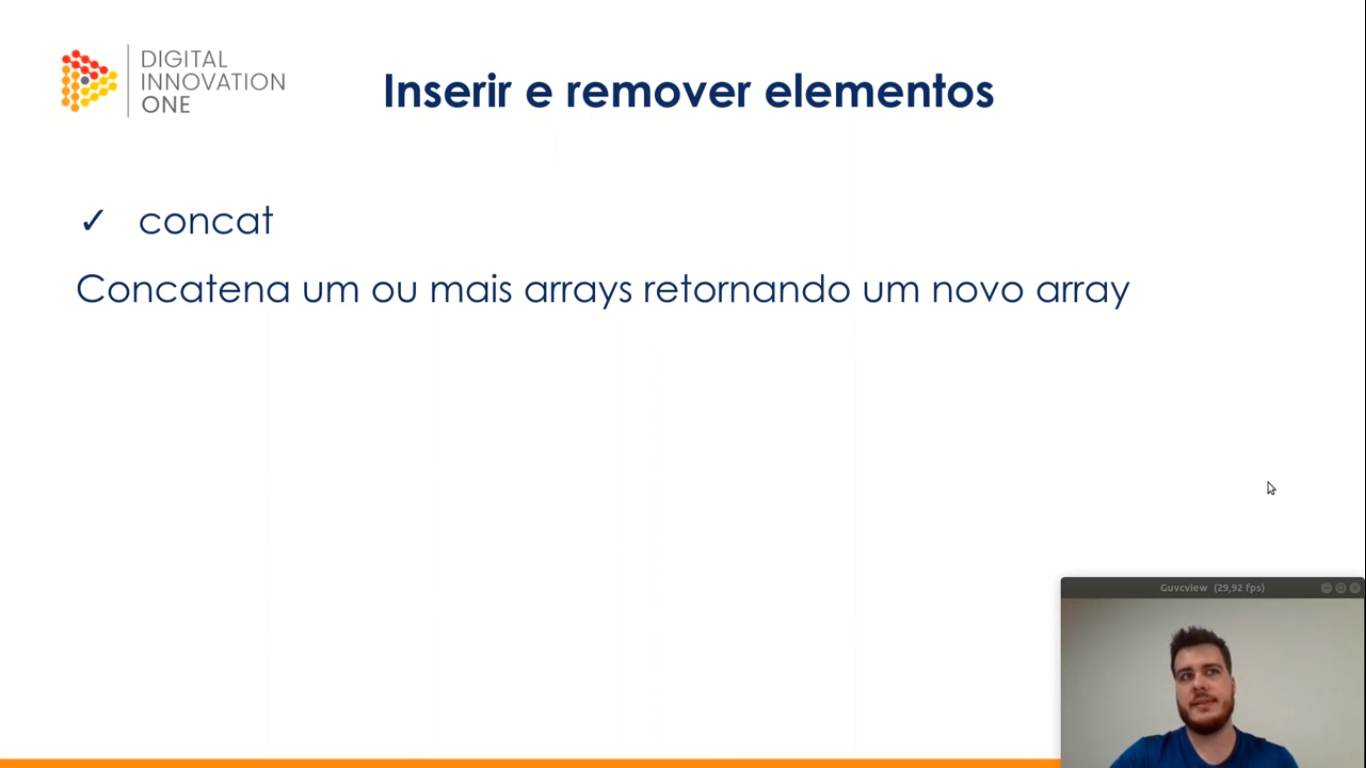 DIGITAL
INNOVATION
ONE
Inserir e remover elementos
✓ concat
Concatena um ou mais arrays retornando um novo array
Guvcview (29,92 fps)